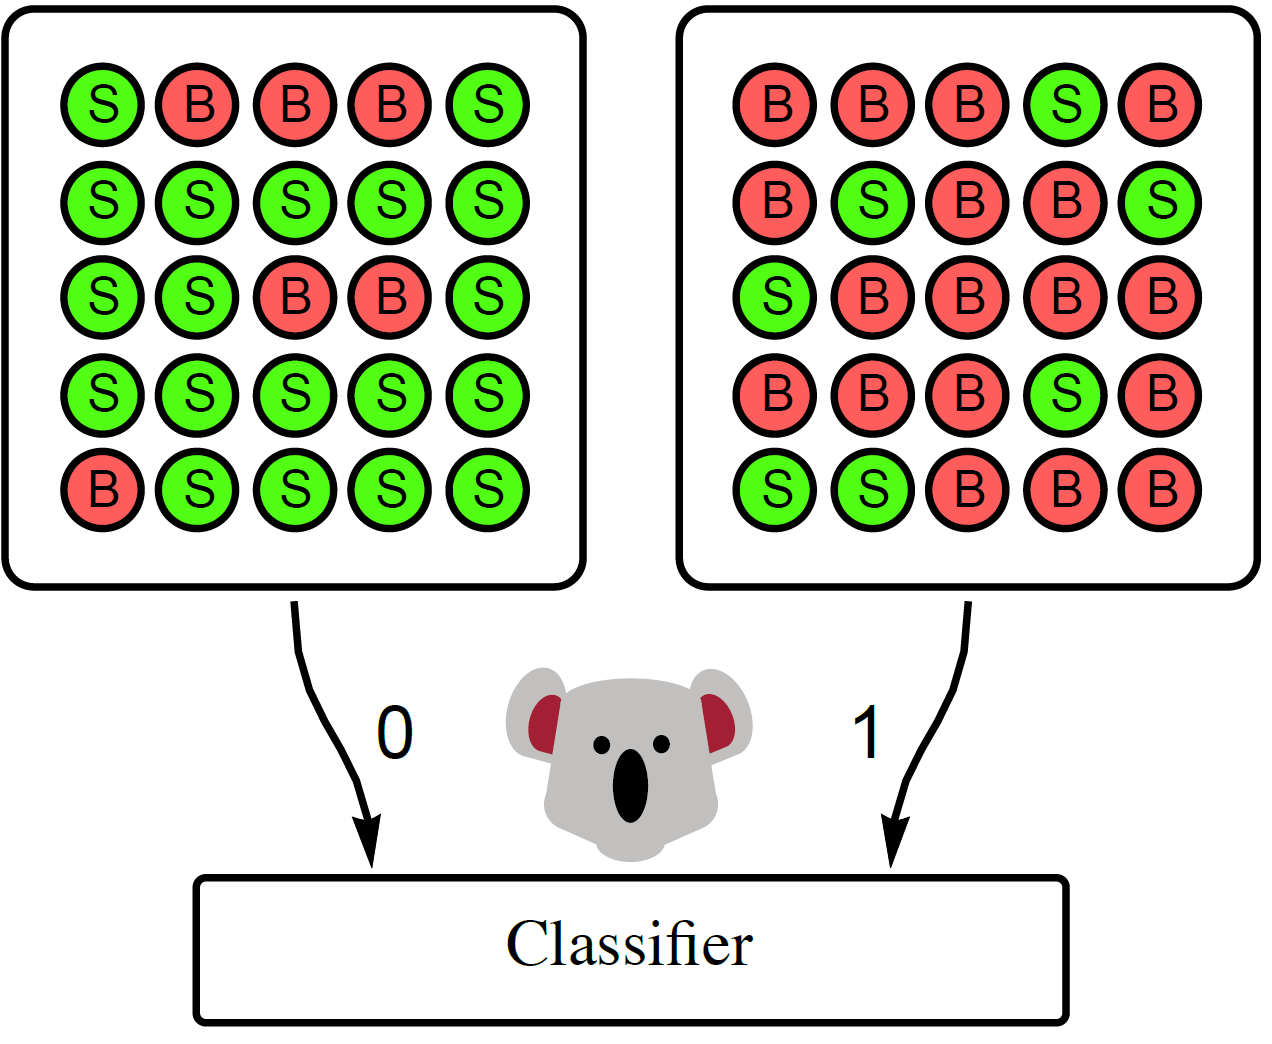 S B B B S
S S S S S
S S B B S
S S S S S
B S S S S
B B B S B
B S B B S
S B B B B
B B B S B
S S B B B
0
1
Classifier